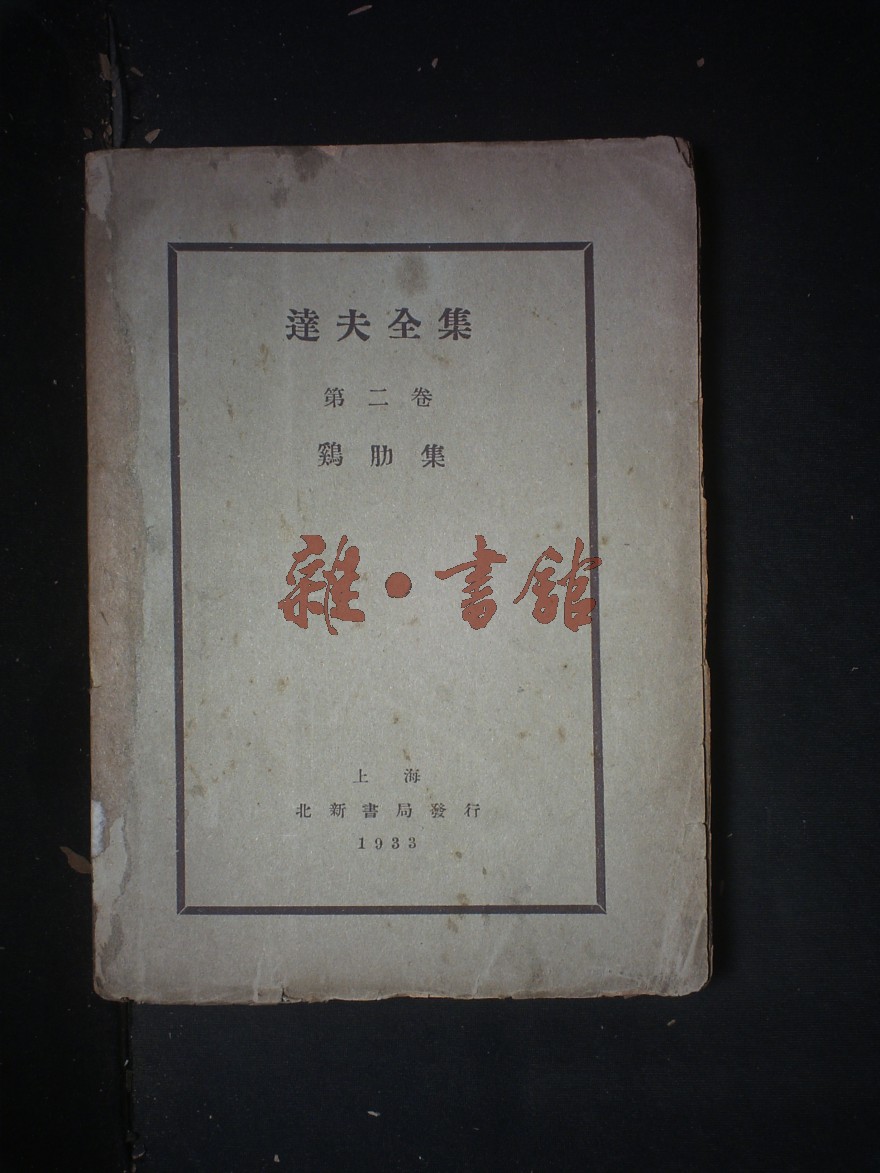 達夫全集
第二卷
鷄肋集
雜·書館
上海
北新書局發行
1933